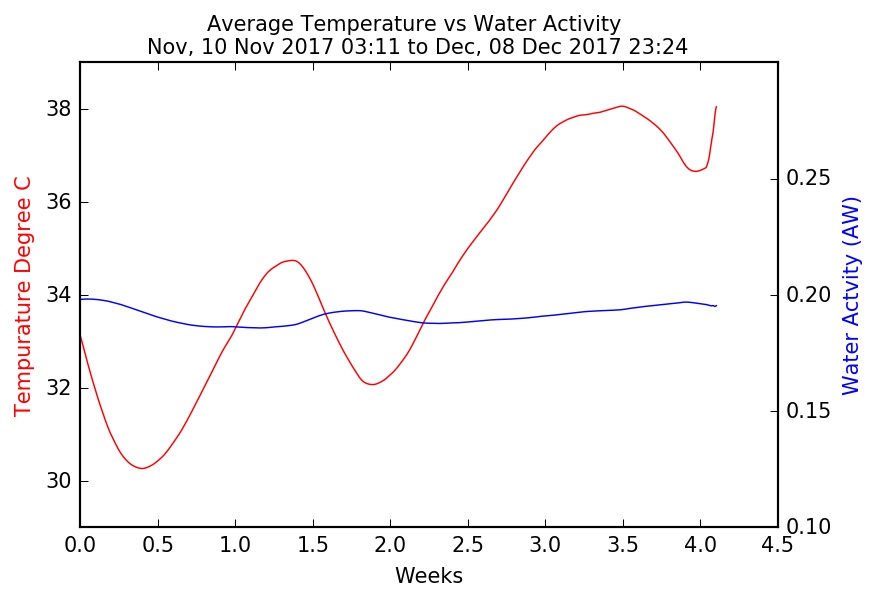 Average Temperature vs Water Activity
Nov, 10 Nov 2017 03:11 to Dec, 08 Dec 2017 23:24
Tempurature Degree C
38
36
34
32
30
0.25
0.20
0.15
0.10
Water Actvity (AW)
0.0 0.5 1.0 1.5 2.0 2.5 3.0 3.5 4.0 4.5
Weeks